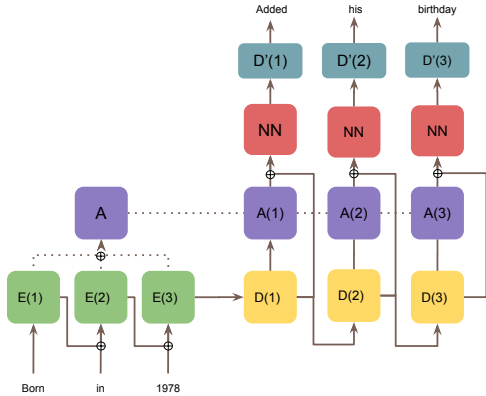 Added his birthday
D'(1) D'(2) D'(3)
NN NN NN
A A(1) A(2) A(3)
E(1) E(2) E(3) D(1) D(2) D(3)
Born in 1978